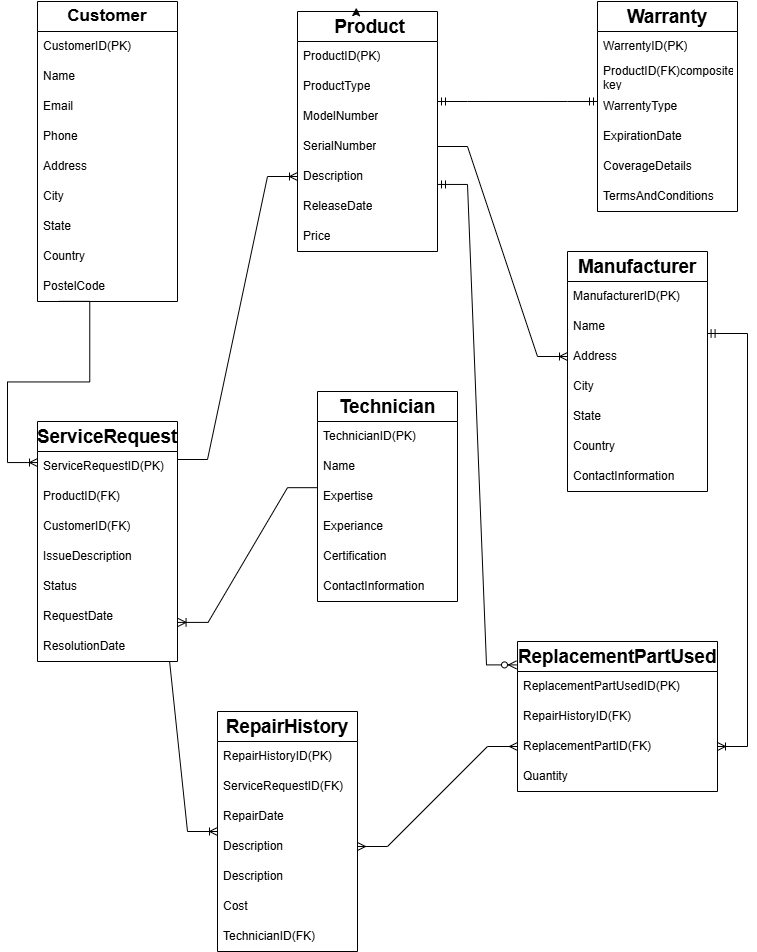 Customer
CustomerID(PK)
Name
Email
Phone
Address
City
State
Country
PostelCode
Product
ProductID(PK)
ProductType
ModelNumber
SerialNumber
Description
ReleaseDate
Price
Warranty
WarrentyID(PK)
ProductID(FK)composite
key
WarrentyType
ExpirationDate
CoverageDetails
TermsAndConditions
Manufacturer
ManufacturerID(PK)
Name
Address
City
State
Country
ContactInformation
Technician
TechnicianID(PK)
Name
Expertise
Experiance
Certification
ContactInformation
ServiceRequest
ServiceRequestID(PK)
ProductID(FK)
CustomerID(FK)
IssueDescription
Status
RequestDate
ResolutionDate
ReplacementPartUsed
ReplacementPartUsedID(PK)
RepairHistoryID(FK)
ReplacementPartID(FK)
Quantity
RepairHistory
RepairHistoryID(PK)
ServiceRequestID(FK)
RepairDate
Description
Description
Cost
TechnicianID(FK)